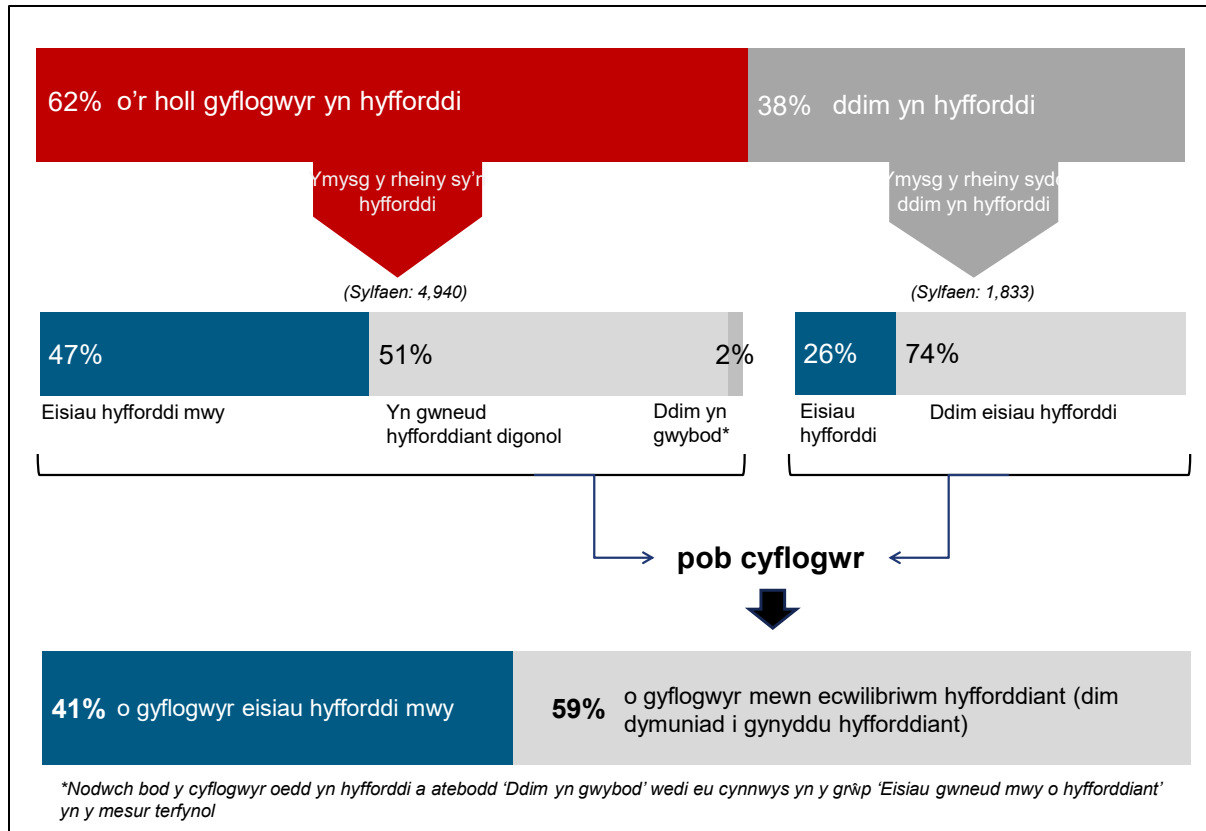 62% o'r holl gyflogwyr yn hyfforddi
38% ddim yn hyfforddi
Ymysg y rheiny sy'n
hyfforddi
Ymysg y rheiny sydd
ddim yn hyfforddi
(Sylfaen: 4,940)
(Sylfaen: 1,833)
47%
51%
2%
26%
74%
Eisiau hyfforddi mwy
Yn gwneud
hyfforddiant digonol
Ddim yn
gwybod*
Eisiau
hyfforddi
Ddim eisiau hyfforddi
pob cyflogwr
41% o gyflogwyr eisiau hyfforddi mwy
59%
o gyflogwyr mewn ecwilibriwm hyfforddiant (dim
dymuniad i gynyddu hyfforddiant)
*Nodwch bod y cyflogwyr oedd yn hyfforddi a atebodd ‘Ddim yn gwybod’ wedi eu cynnwys yn y grŵp ‘Eisiau gwneud mwy o hyfforddiant’
yn y mesur terfynol